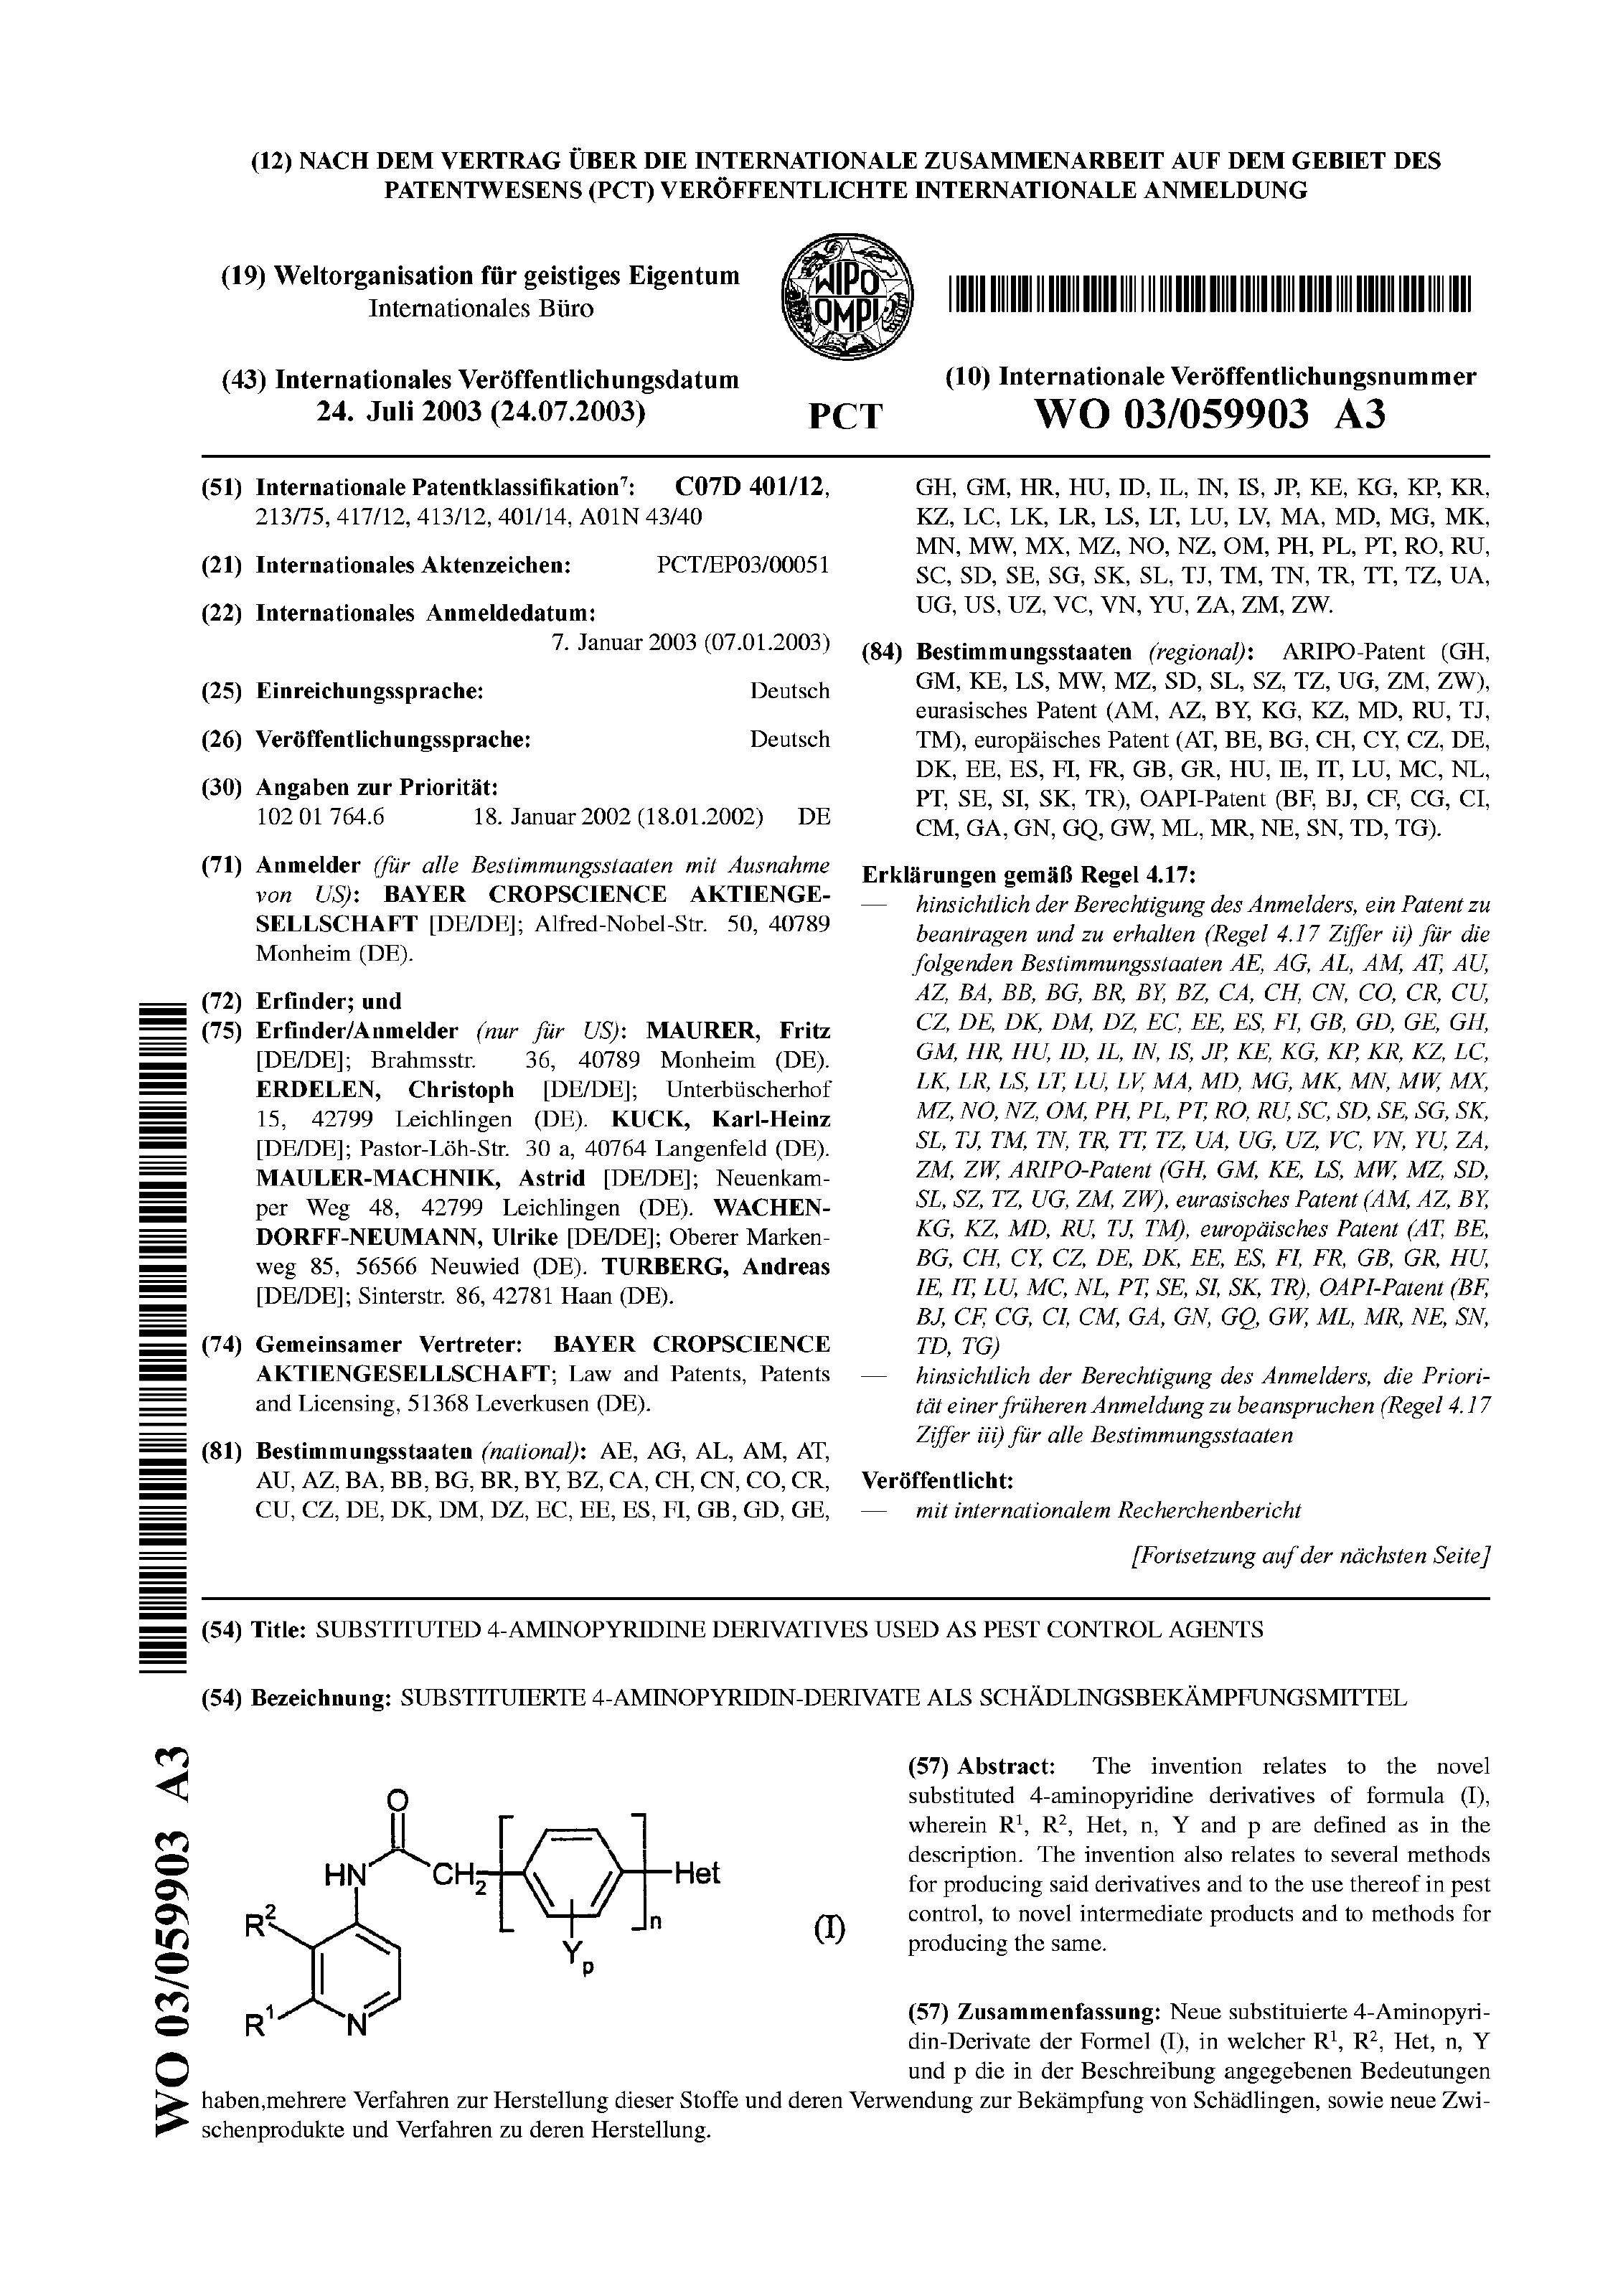 (12) NACH DEM VERTRAG ÜBER DIE INTERNATIONALE ZUSAMMENARBEIT AUF DEM GEBIET DES
PATENTWESENS (PCT) VERÖFFENTLICHTE INTERNATIONALE ANMELDUNG
(19) Weltorganisation für geistiges Eigentum
Internationales Büro
WIPO
OMPI
(43) Internationales Veröffentlichungsdatum
24. Juli 2003 (24.07.2003)
PCT
(10) Internationale Veröffentlichungsnummer
WO 03/059903 A3
(51) Internationale Patentklassifikation⁷: C07D 401/12,
213/75, 417/12, 413/12, 401/14, A01N 43/40
(21) Internationales Aktenzeichen: PCT/EP03/00051
(22) Internationales Anmeldedatum:
7. Januar 2003 (07.01.2003)
(25) Einreichungssprache: Deutsch
(26) Veröffentlichungssprache: Deutsch
(30) Angaben zur Priorität:
102 01 764.6 18. Januar 2002 (18.01.2002) DE
(71) Anmelder (für alle Bestimmungsstaaten mit Ausnahme
von US): BAYER CROPSCIENCE AKTIENGE-
SELLSCHAFT [DE/DE]; Alfred-Nobel-Str. 50, 40789
Monheim (DE).
(72) Erfinder; und
(75) Erfinder/Anmelder (nur für US): MAURER, Fritz
[DE/DE]; Brahmsstr. 36, 40789 Monheim (DE).
ERDELEN, Christoph [DE/DE]; Unterbüscherhof
15, 42799 Leichlingen (DE). KUCK, Karl-Heinz
[DE/DE]; Pastor-Löh-Str. 30 a, 40764 Langenfeld (DE).
MAULER-MACHNIK, Astrid [DE/DE]; Neuenkam-
per Weg 48, 42799 Leichlingen (DE). WACHEN-
DORFF-NEUMANN, Ulrike [DE/DE]; Oberer Marken-
weg 85, 56566 Neuwied (DE). TURBERG, Andreas
[DE/DE]; Sinterstr. 86, 42781 Haan (DE).
(74) Gemeinsamer Vertreter: BAYER CROPSCIENCE
AKTIENGESELLSCHAFT; Law and Patents, Patents
and Licensing, 51368 Leverkusen (DE).
(81) Bestimmungsstaaten (national): AE, AG, AL, AM, AT,
AU, AZ, BA, BB, BG, BR, BY, BZ, CA, CH, CN, CO, CR,
CU, CZ, DE, DK, DM, DZ, EC, EE, ES, FI, GB, GD, GE,
GH, GM, HR, HU, ID, IL, IN, IS, JP, KE, KG, KP, KR,
KZ, LC, LK, LR, LS, LT, LU, LV, MA, MD, MG, MK,
MN, MW, MX, MZ, NO, NZ, OM, PH, PL, PT, RO, RU,
SC, SD, SE, SG, SK, SL, TJ, TM, TN, TR, TT, TZ, UA,
UG, US, UZ, VC, VN, YU, ZA, ZM, ZW.
(84) Bestimmungsstaaten (regional): ARIPO-Patent (GH,
GM, KE, LS, MW, MZ, SD, SL, SZ, TZ, UG, ZM, ZW),
eurasisches Patent (AM, AZ, BY, KG, KZ, MD, RU, TJ,
TM), europäisches Patent (AT, BE, BG, CH, CY, CZ, DE,
DK, EE, ES, FI, FR, GB, GR, HU, IE, IT, LU, MC, NL,
PT, SE, SI, SK, TR), OAPI-Patent (BF, BJ, CF, CG, CI,
CM, GA, GN, GQ, GW, ML, MR, NE, SN, TD, TG).
Erklärungen gemäß Regel 4.17:
— hinsichtlich der Berechtigung des Anmelders, ein Patent zu
beantragen und zu erhalten (Regel 4.17 Ziffer ii) für die
folgenden Bestimmungsstaaten AE, AG, AL, AM, AT, AU,
AZ, BA, BB, BG, BR, BY, BZ, CA, CH, CN, CO, CR, CU,
CZ, DE, DK, DM, DZ, EC, EE, ES, FI, GB, GD, GE, GH,
GM, HR, HU, ID, IL, IN, IS, JP, KE, KG, KP, KR, KZ, LC,
LK, LR, LS, LT, LU, LV, MA, MD, MG, MK, MN, MW, MX,
MZ, NO, NZ, OM, PH, PL, PT, RO, RU, SC, SD, SE, SG, SK,
SL, TJ, TM, TN, TR, TT, TZ, UA, UG, UZ, VC, VN, YU, ZA,
ZM, ZW, ARIPO-Patent (GH, GM, KE, LS, MW, MZ, SD,
SL, SZ, TZ, UG, ZM, ZW), eurasisches Patent (AM, AZ, BY,
KG, KZ, MD, RU, TJ, TM), europäisches Patent (AT, BE,
BG, CH, CY, CZ, DE, DK, EE, ES, FI, FR, GB, GR, HU,
IE, IT, LU, MC, NL, PT, SE, SI, SK, TR), OAPI-Patent (BF,
BJ, CF, CG, CI, CM, GA, GN, GQ, GW, ML, MR, NE, SN,
TD, TG)
— hinsichtlich der Berechtigung des Anmelders, die Priori-
tät einer früheren Anmeldung zu beanspruchen (Regel 4.17
Ziffer iii) für alle Bestimmungsstaaten
Veröffentlicht:
— mit internationalem Recherchenbericht
[Fortsetzung auf der nächsten Seite]
(54) Title: SUBSTITUTED 4-AMINOPYRIDINE DERIVATIVES USED AS PEST CONTROL AGENTS
(54) Bezeichnung: SUBSTITUIERTE 4-AMINOPYRIDIN-DERIVATE ALS SCHÄDLINGSBEKÄMPFUNGSMITTEL
WO 03/059903 A3
O
HN
CH₂
Het
n
R²
Y
p
R¹
N
(I)
(57) Abstract: The invention relates to the novel
substituted 4-aminopyridine derivatives of formula (I),
wherein R¹, R², Het, n, Y and p are defined as in the
description. The invention also relates to several methods
for producing said derivatives and to the use thereof in pest
control, to novel intermediate products and to methods for
producing the same.
(57) Zusammenfassung: Neue substituierte 4-Aminopyri-
din-Derivate der Formel (I), in welcher R¹, R², Het, n, Y
und p die in der Beschreibung angegebenen Bedeutungen
haben,mehrere Verfahren zur Herstellung dieser Stoffe und deren Verwendung zur Bekämpfung von Schädlingen, sowie neue Zwi-
schenprodukte und Verfahren zu deren Herstellung.